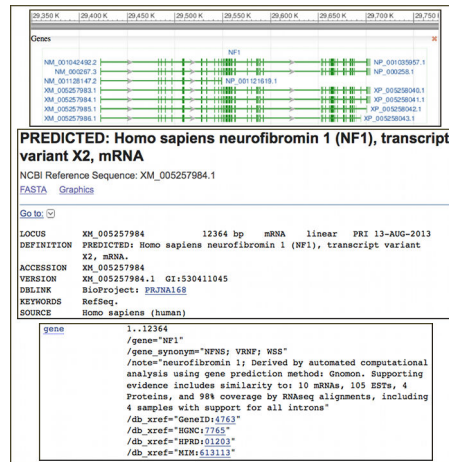 29,350 K 29,400 K 29,450 K 29,500 K 29,550 K 29,600 K 29,650 K 29,700 K 29,750
Genes
NF1
NM_001042492.2 NP_001035957.1
NM_000267.3 NP_000258.1
NM_001128147.2 NP_001121619.1
XM_005257983.1 XP_005258040.1
XM_005257984.1 XP_005258041.1
XM_005257985.1 XP_005258042.1
XM_005257986.1 XP_005258043.1
PREDICTED: Homo sapiens neurofibromin 1 (NF1), transcript
variant X2, mRNA
NCBI Reference Sequence: XM_005257984.1
FASTA Graphics
Go to:
LOCUS XM_005257984 12364 bp mRNA linear PRI 13-AUG-2013
DEFINITION PREDICTED: Homo sapiens neurofibromin 1 (NF1), transcript variant
X2, mRNA.
ACCESSION XM_005257984
VERSION XM_005257984.1 GI:530411045
DBLINK BioProject: PRJNA168
KEYWORDS RefSeq.
SOURCE Homo sapiens (human)
gene 1..12364
/gene="NF1"
/gene_synonym="NFNS; VRNF; WSS"
/note="neurofibromin 1; Derived by automated computational
analysis using gene prediction method: Gnomon. Supporting
evidence includes similarity to: 10 mRNAs, 105 ESTs, 4
Proteins, and 98% coverage by RNAseq alignments, including
4 samples with support for all introns"
/db_xref="GeneID:4763"
/db_xref="HGNC:7765"
/db_xref="HPRD:01203"
/db_xref="MIM:613113"